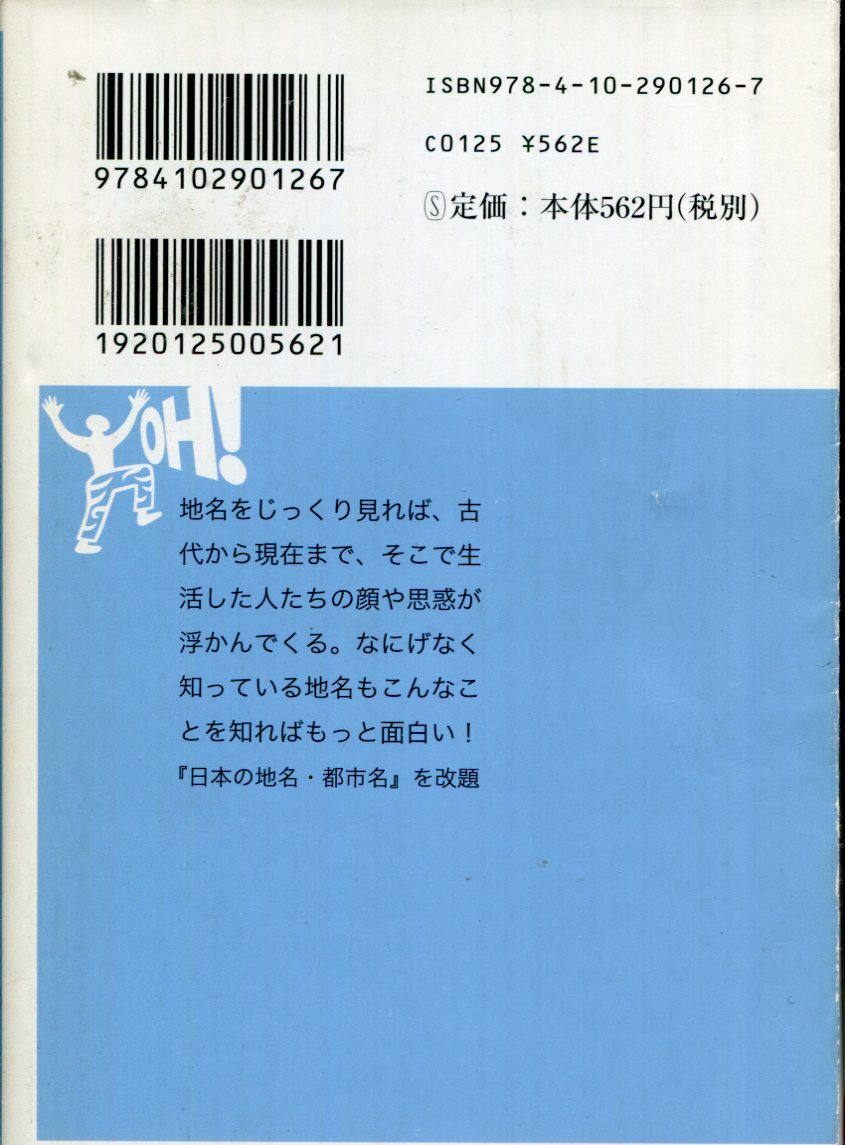 ISBN978-4-10-290126-7
9784102901267
C0125 ¥562E
Ⓢ定価：本体562円(税別)
1920125005621
OH!
地名をじっくり見れば、古
代から現在まで、そこで生
活した人たちの顔や思惑が
浮かんでくる。なにげなく
知っている地名もこんなこ
とを知ればもっと面白い！
『日本の地名・都市名』を改題